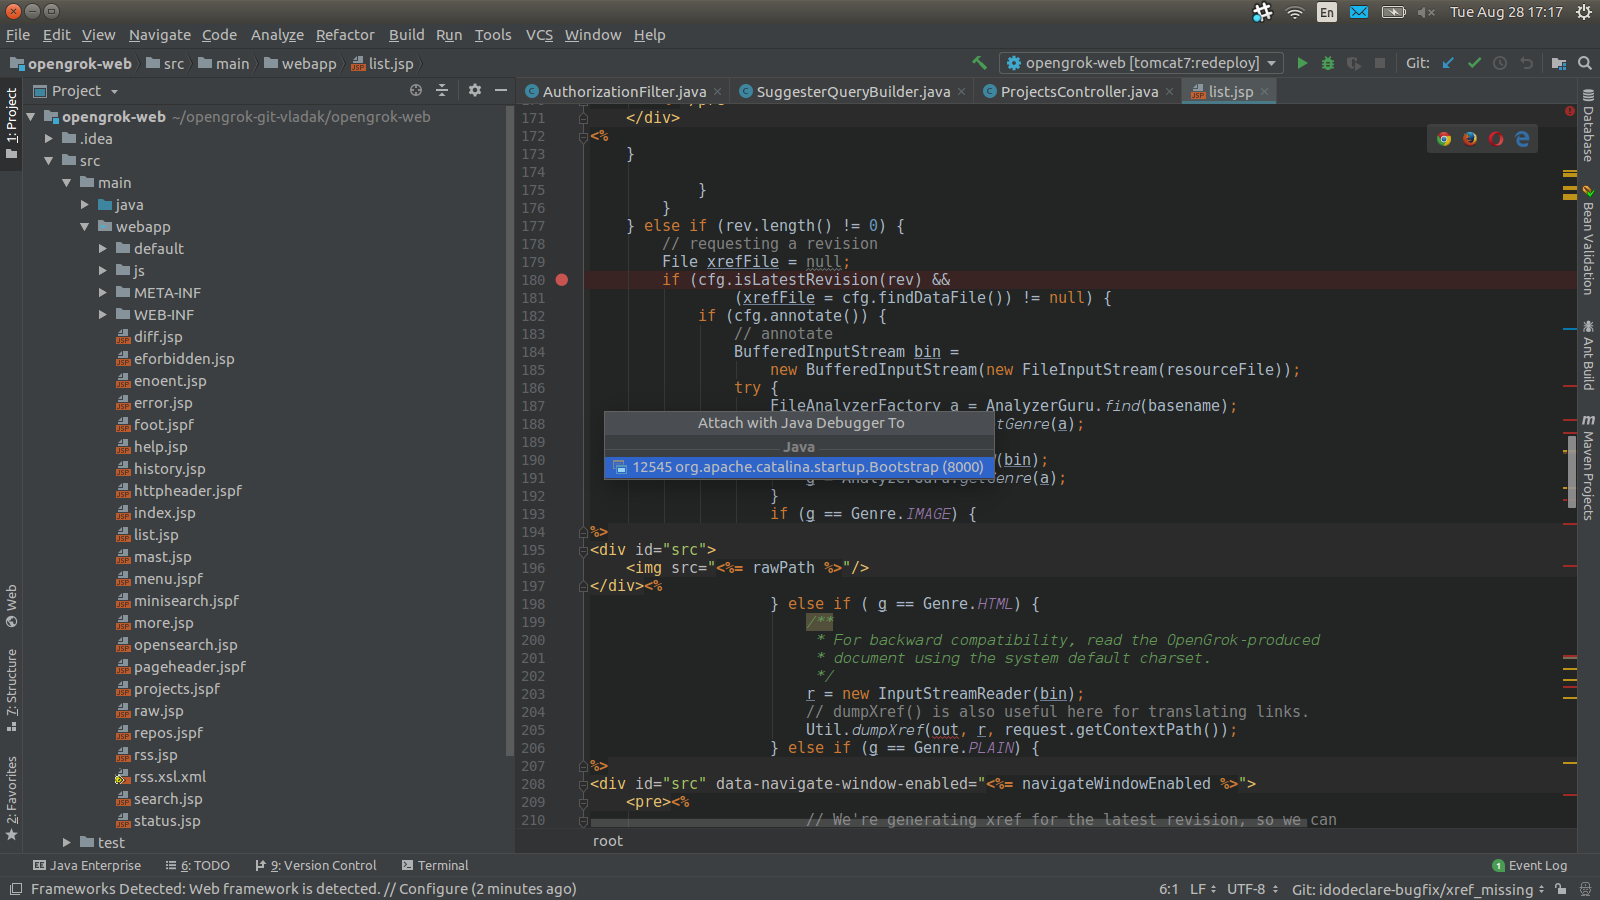 En
Tue Aug 28 17:17
File Edit View Navigate Code Analyze Refactor Build Run Tools VCS Window Help
opengrok-web src main webapp list.jsp
opengrok-web [tomcat7:redeploy]
Git:
1: Project
Web
7: Structure
2: Favorites
Project
opengrok-web ~/opengrok-git-vladak/opengrok-web
.idea
src
main
java
webapp
default
js
META-INF
WEB-INF
diff.jsp
eforbidden.jsp
enoent.jsp
error.jsp
foot.jspf
help.jsp
history.jsp
httpheader.jspf
index.jsp
list.jsp
mast.jsp
menu.jspf
minisearch.jspf
more.jsp
opensearch.jsp
pageheader.jspf
projects.jspf
raw.jsp
repos.jspf
rss.jsp
rss.xsl.xml
search.jsp
status.jsp
test
AuthorizationFilter.java SuggesterQueryBuilder.java ProjectsController.java list.jsp
171 </div>
172 <%
173 }
174
175 }
176 }
177 } else if (rev.length() != 0) {
178 // requesting a revision
179 File xrefFile = null;
180 if (cfg.isLatestRevision(rev) &&
181 (xrefFile = cfg.findDataFile()) != null) {
182 if (cfg.annotate()) {
183 // annotate
184 BufferedInputStream bin =
185 new BufferedInputStream(new FileInputStream(resourceFile));
186 try {
187 FileAnalyzerFactory a = AnalyzerGuru.find(basename);
188 tGenre(a);
189
190 (bin);
191 g = AnalyzerGuru.getGenre(a);
192 }
193 if (g == Genre.IMAGE) {
194 %>
195 <div id="src">
196 <img src="<%= rawPath %>"/>
197 </div><%
198 } else if ( g == Genre.HTML) {
199 /**
200 * For backward compatibility, read the OpenGrok-produced
201 * document using the system default charset.
202 */
203 r = new InputStreamReader(bin);
204 // dumpXref() is also useful here for translating links.
205 Util.dumpXref(out, r, request.getContextPath());
206 } else if (g == Genre.PLAIN) {
207 %>
208 <div id="src" data-navigate-window-enabled="<%= navigateWindowEnabled %>">
209 <pre><%
210 // We're generating xref for the latest revision, so we can
Attach with Java Debugger To
Java
12545 org.apache.catalina.startup.Bootstrap (8000)
root
Database
Bean Validation
Ant Build
m Maven Projects
Java Enterprise 6: TODO 9: Version Control Terminal
1 Event Log
Frameworks Detected: Web framework is detected. // Configure (2 minutes ago)
6:1 LF UTF-8 Git: idodeclare-bugfix/xref_missing